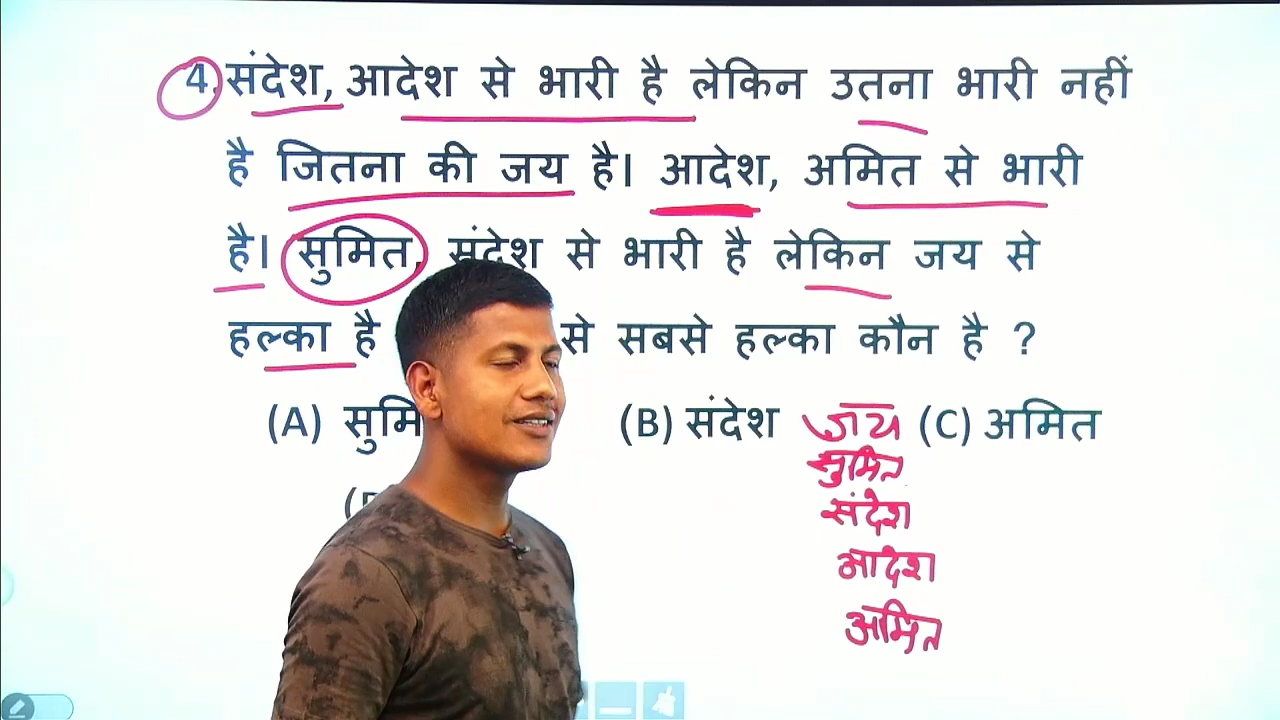 4. संदेश, आदेश से भारी है लेकिन उतना भारी नहीं
है जितना की जय है। आदेश, अमित से भारी
है। सुमित, संदेश से भारी है लेकिन जय से
हल्का है से सबसे हल्का कौन है ?
(A) सुमि (B) संदेश (C) अमित
जय
सुमित
संदेश
आदेश
अमित